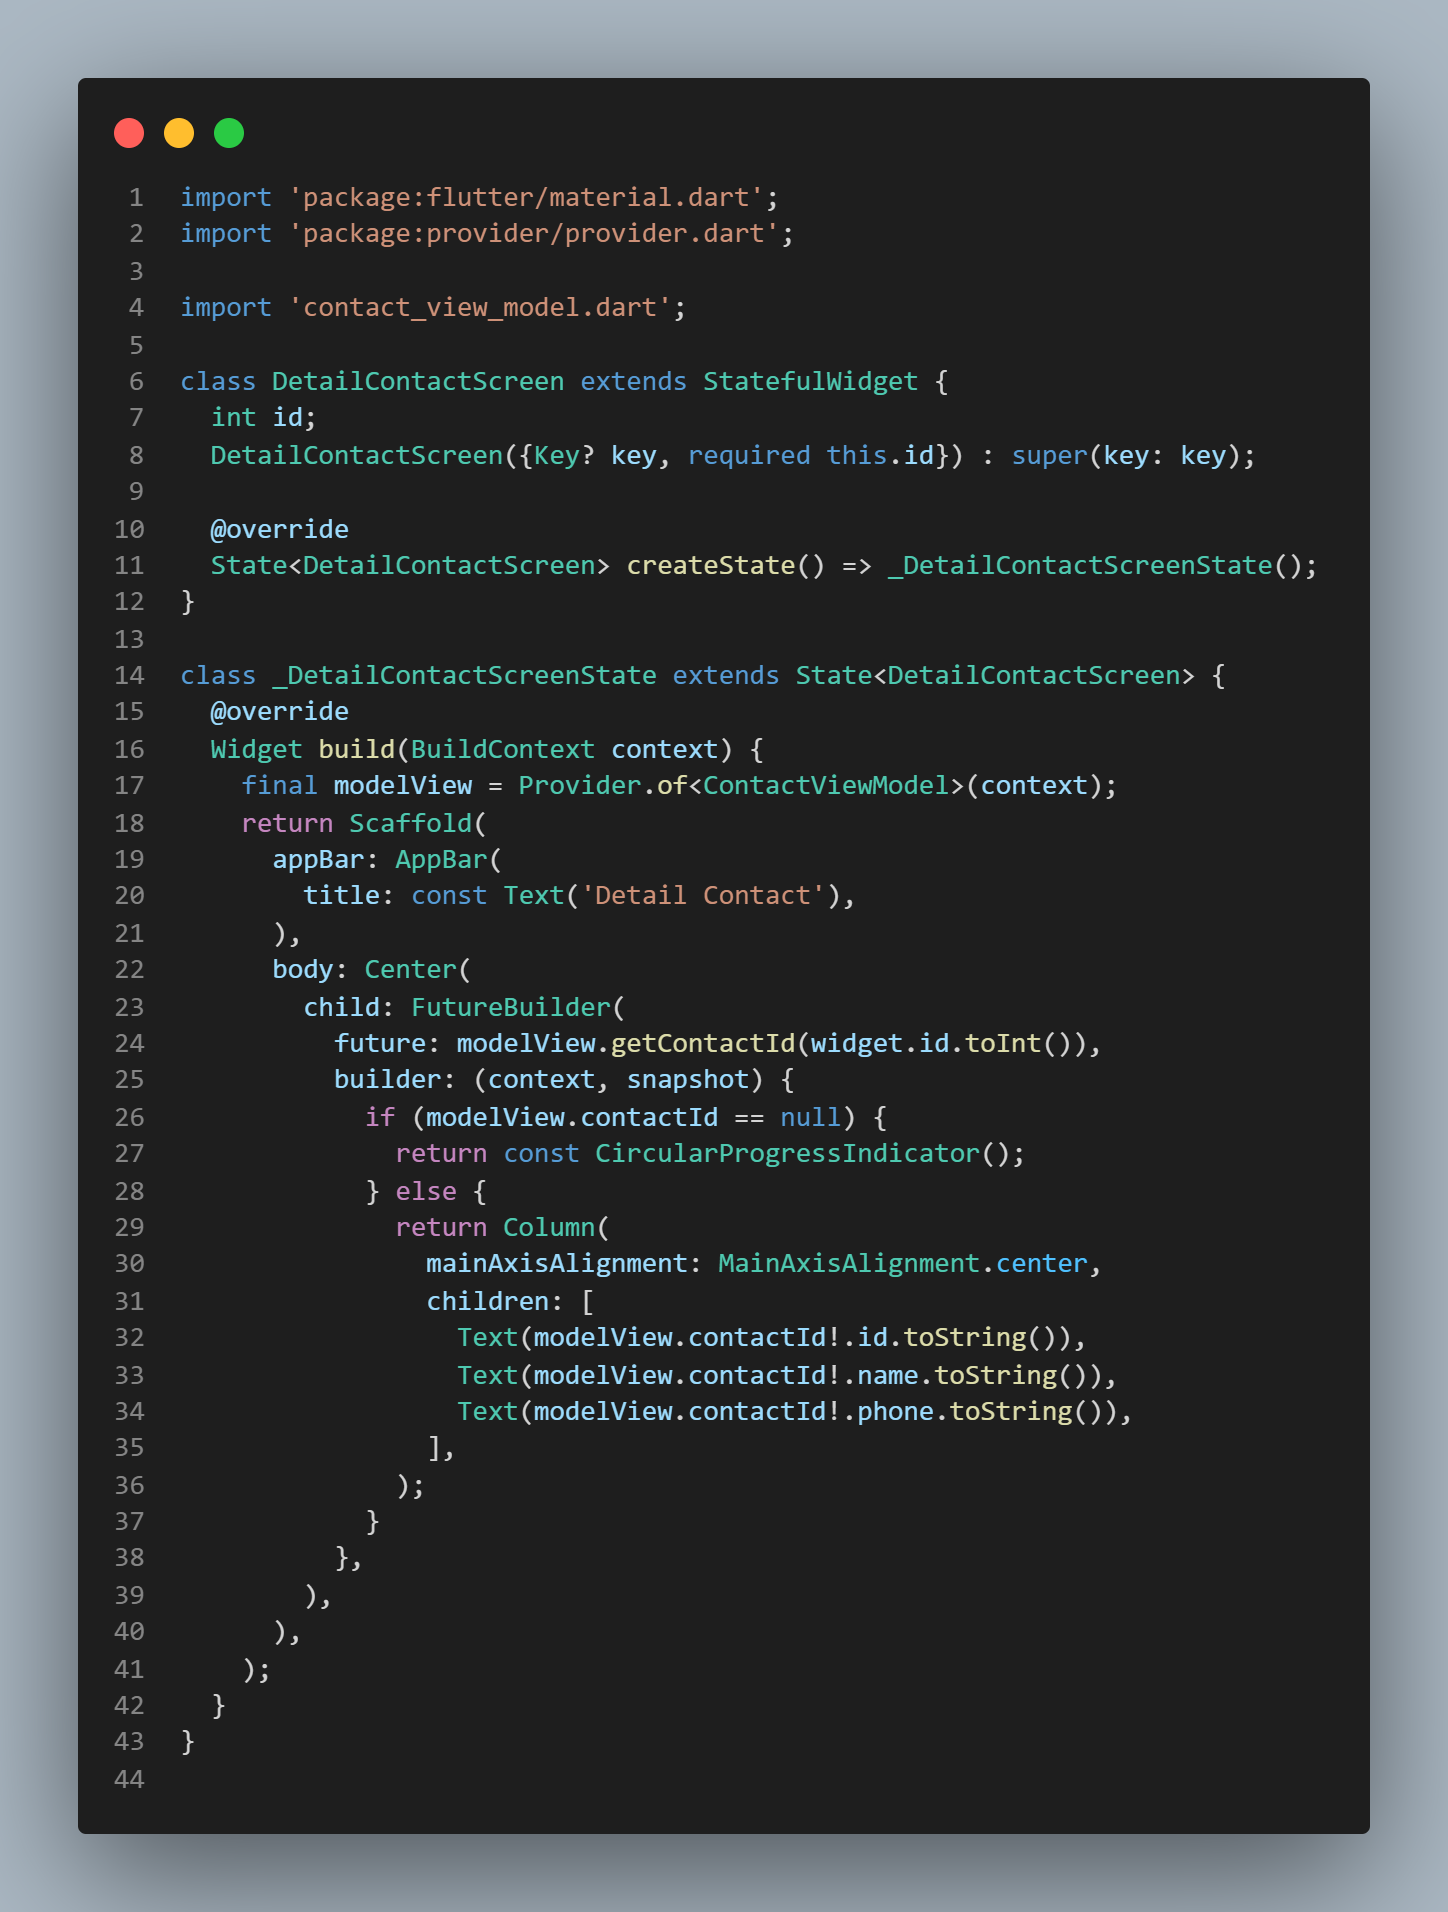 1 import 'package:flutter/material.dart';
2 import 'package:provider/provider.dart';
3
4 import 'contact_view_model.dart';
5
6 class DetailContactScreen extends StatefulWidget {
7   int id;
8   DetailContactScreen({Key? key, required this.id}) : super(key: key);
9
10   @override
11   State<DetailContactScreen> createState() => _DetailContactScreenState();
12 }
13
14 class _DetailContactScreenState extends State<DetailContactScreen> {
15   @override
16   Widget build(BuildContext context) {
17     final modelView = Provider.of<ContactViewModel>(context);
18     return Scaffold(
19       appBar: AppBar(
20         title: const Text('Detail Contact'),
21       ),
22       body: Center(
23         child: FutureBuilder(
24           future: modelView.getContactId(widget.id.toInt()),
25           builder: (context, snapshot) {
26             if (modelView.contactId == null) {
27               return const CircularProgressIndicator();
28             } else {
29               return Column(
30                 mainAxisAlignment: MainAxisAlignment.center,
31                 children: [
32                   Text(modelView.contactId!.id.toString()),
33                   Text(modelView.contactId!.name.toString()),
34                   Text(modelView.contactId!.phone.toString()),
35                 ],
36               );
37             }
38           },
39         ),
40       ),
41     );
42   }
43 }
44